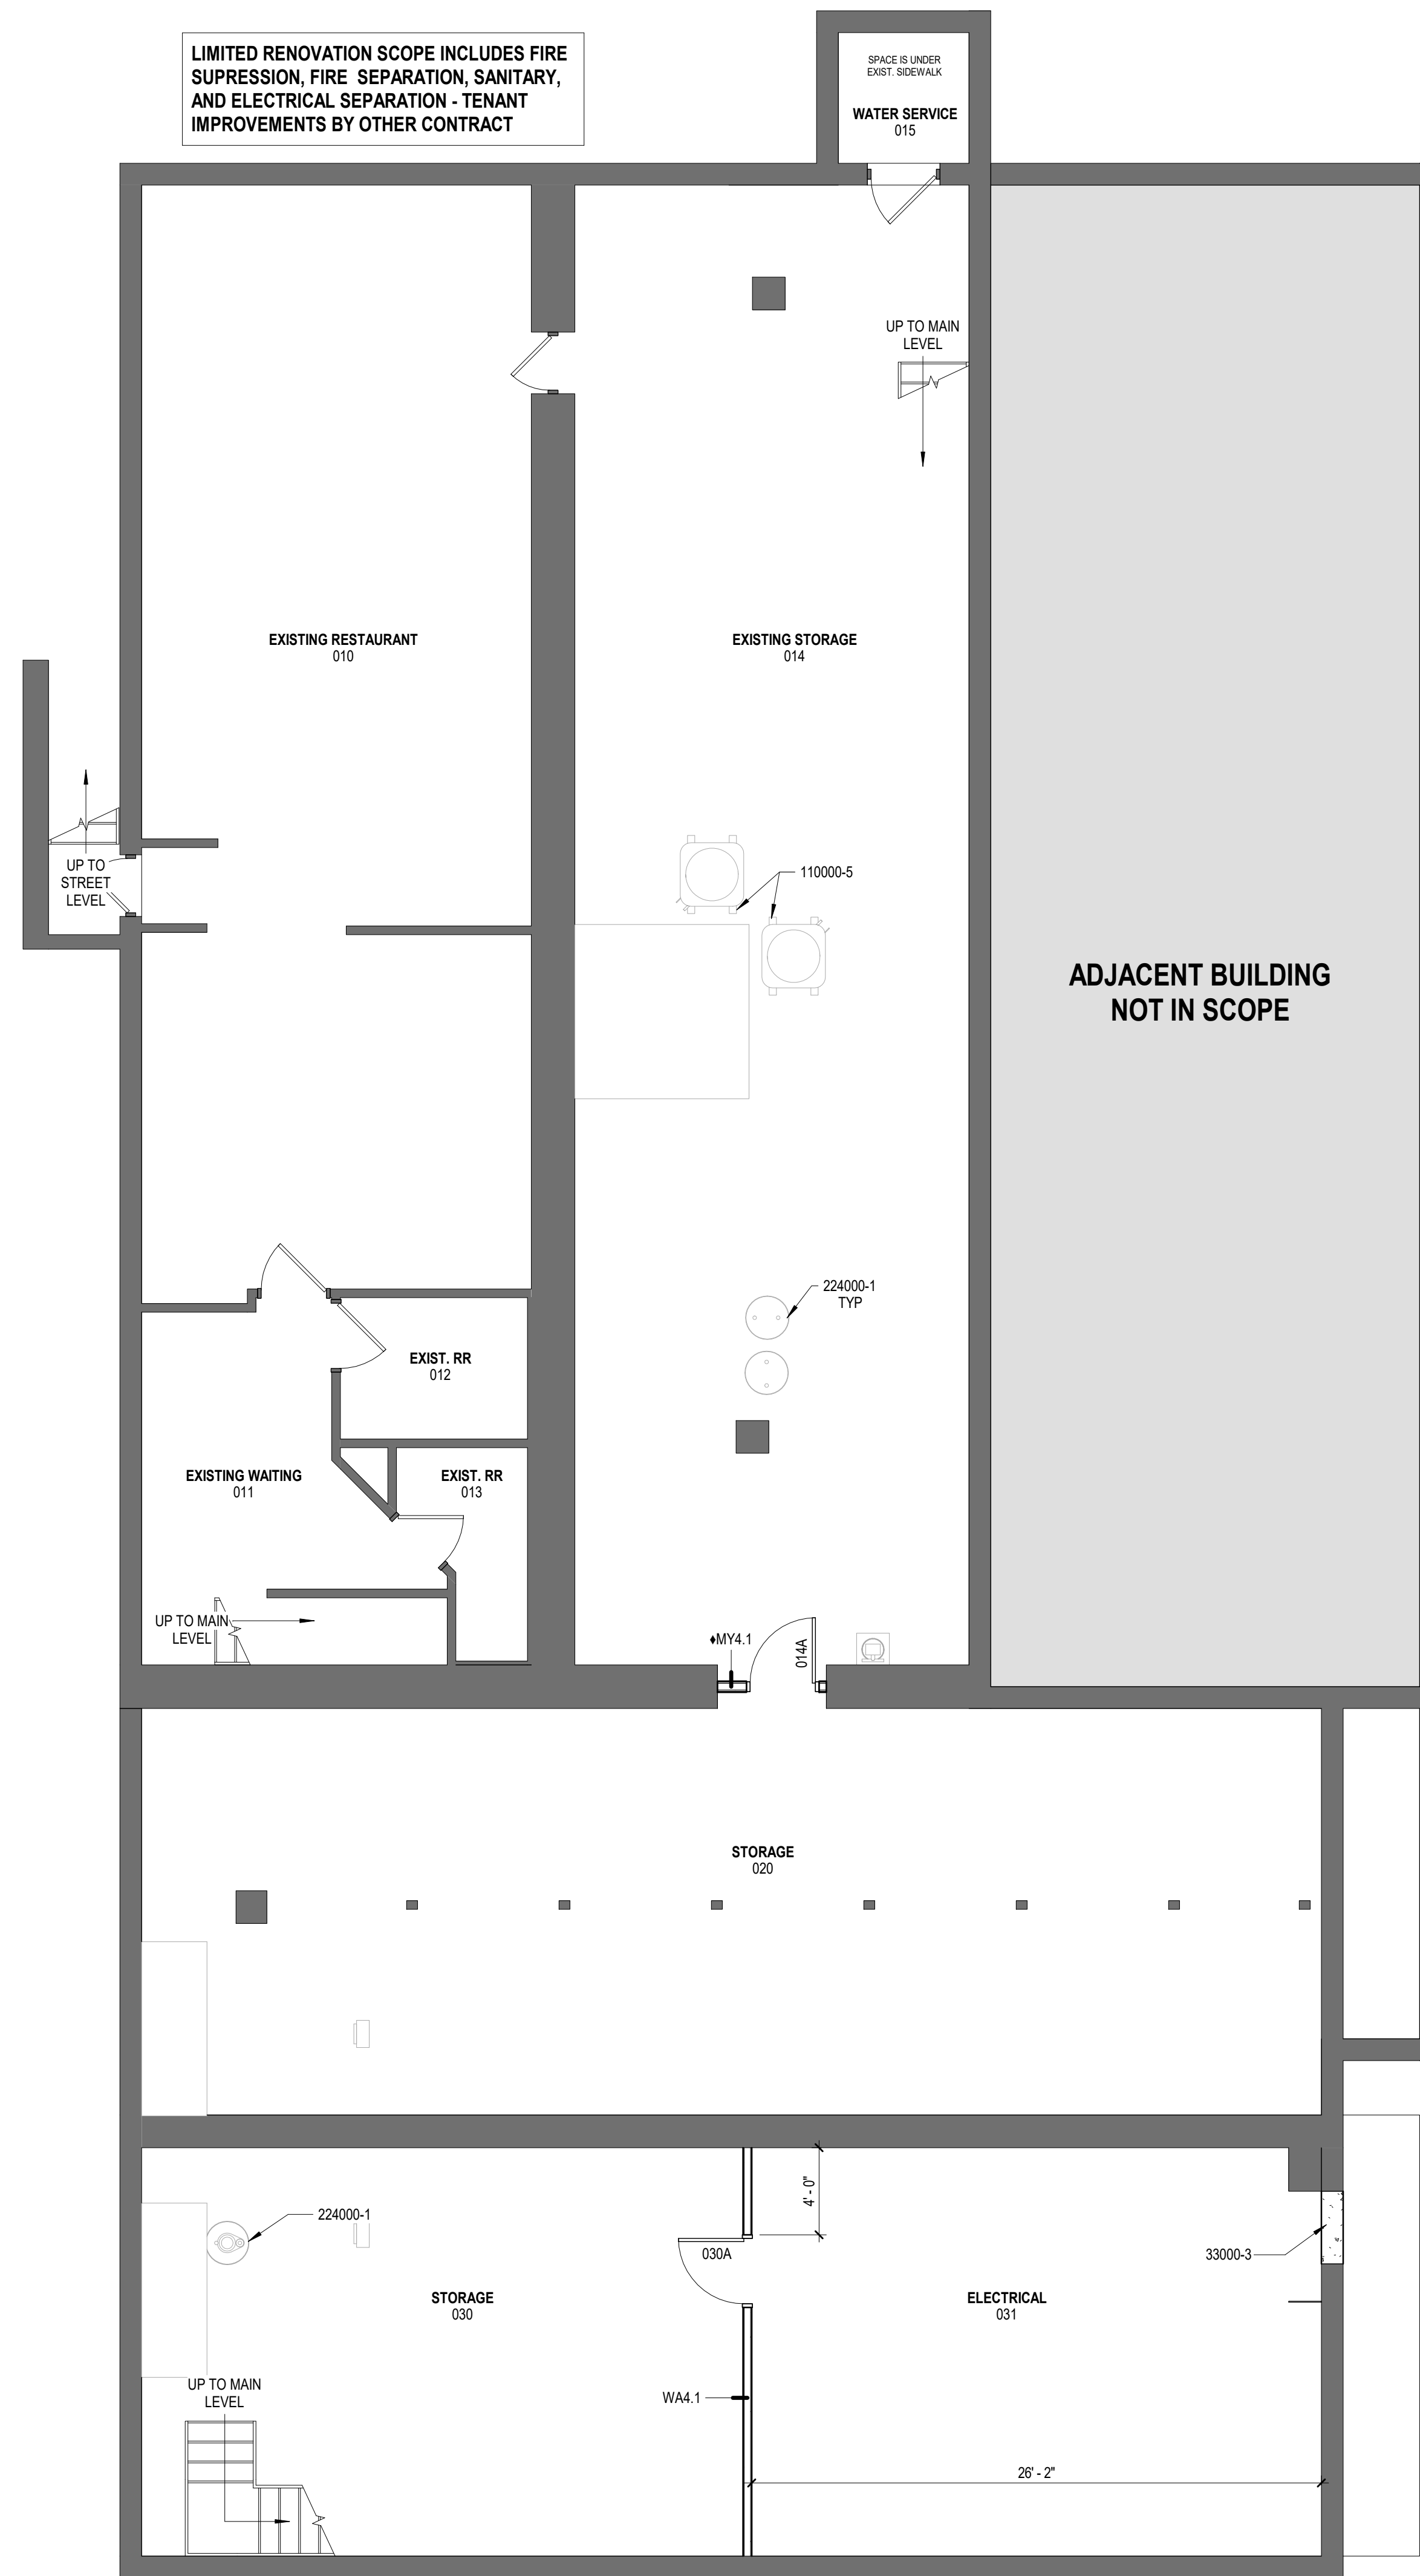 LIMITED RENOVATION SCOPE INCLUDES FIRE
SUPRESSION, FIRE SEPARATION, SANITARY,
AND ELECTRICAL SEPARATION - TENANT
IMPROVEMENTS BY OTHER CONTRACT
SPACE IS UNDER
EXIST. SIDEWALK
WATER SERVICE
015
UP TO MAIN
LEVEL
EXISTING RESTAURANT
010
EXISTING STORAGE
014
UP TO
STREET
LEVEL
110000-5
ADJACENT BUILDING
NOT IN SCOPE
224000-1
TYP
EXIST. RR
012
EXISTING WAITING
011
EXIST. RR
013
UP TO MAIN
LEVEL
♦MY4.1
014A
STORAGE
020
4' - 0"
224000-1
030A
33000-3
STORAGE
030
ELECTRICAL
031
UP TO MAIN
LEVEL
WA4.1
26' - 2"